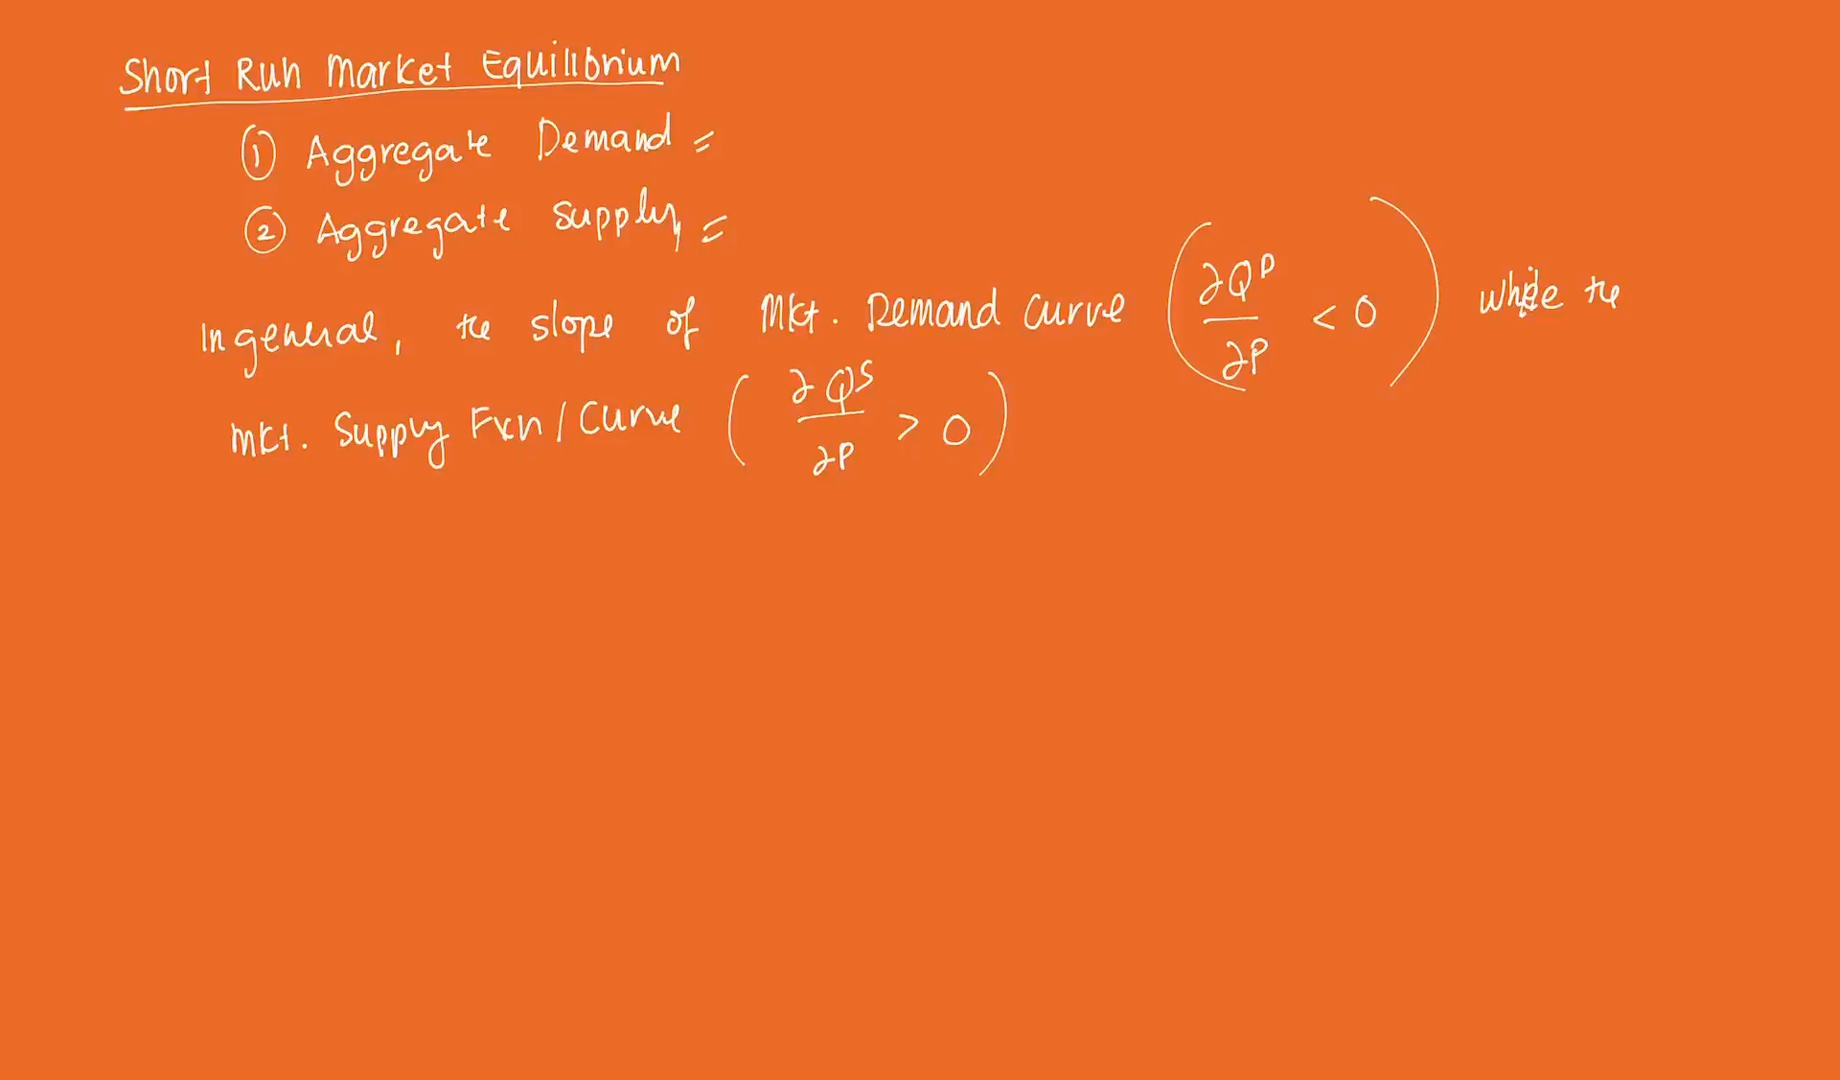 Short Run Market Equilibrium
① Aggregate Demand =
② Aggregate Supply =
In general, the slope of Mkt. Demand Curve (∂Q^D/∂P < 0) while the
Mkt. Supply Fxn/Curve (∂Q^S/∂P > 0)